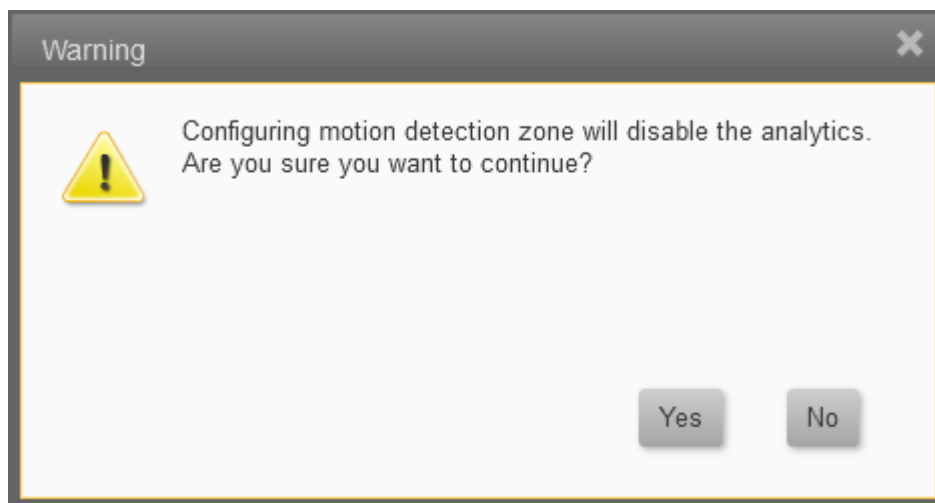 Warning
Configuring motion detection zone will disable the analytics.
Are you sure you want to continue?
Yes
No